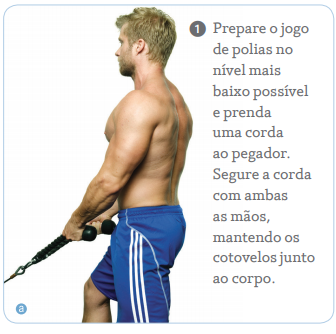 1 Prepare o jogo
de polias no
nível mais
baixo possível
e prenda
uma corda
ao pegador.
Segure a corda
com ambas
as mãos,
mantendo os
cotovelos junto
ao corpo.
a